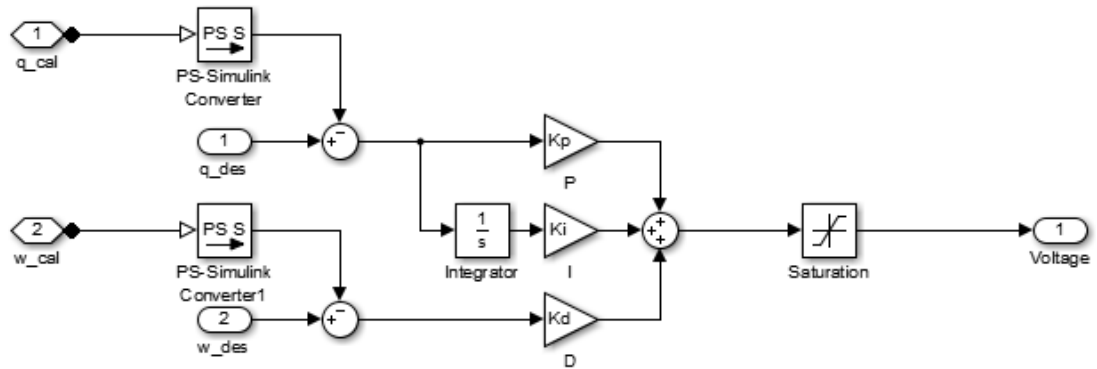 1
q_cal
PS S
PS-Simulink
Converter
1
q_des
+
−
Kp
P
2
w_cal
PS S
PS-Simulink
Converter1
1
s
Integrator
Ki
I
+
+
+
Saturation
1
Voltage
2
w_des
+
−
Kd
D